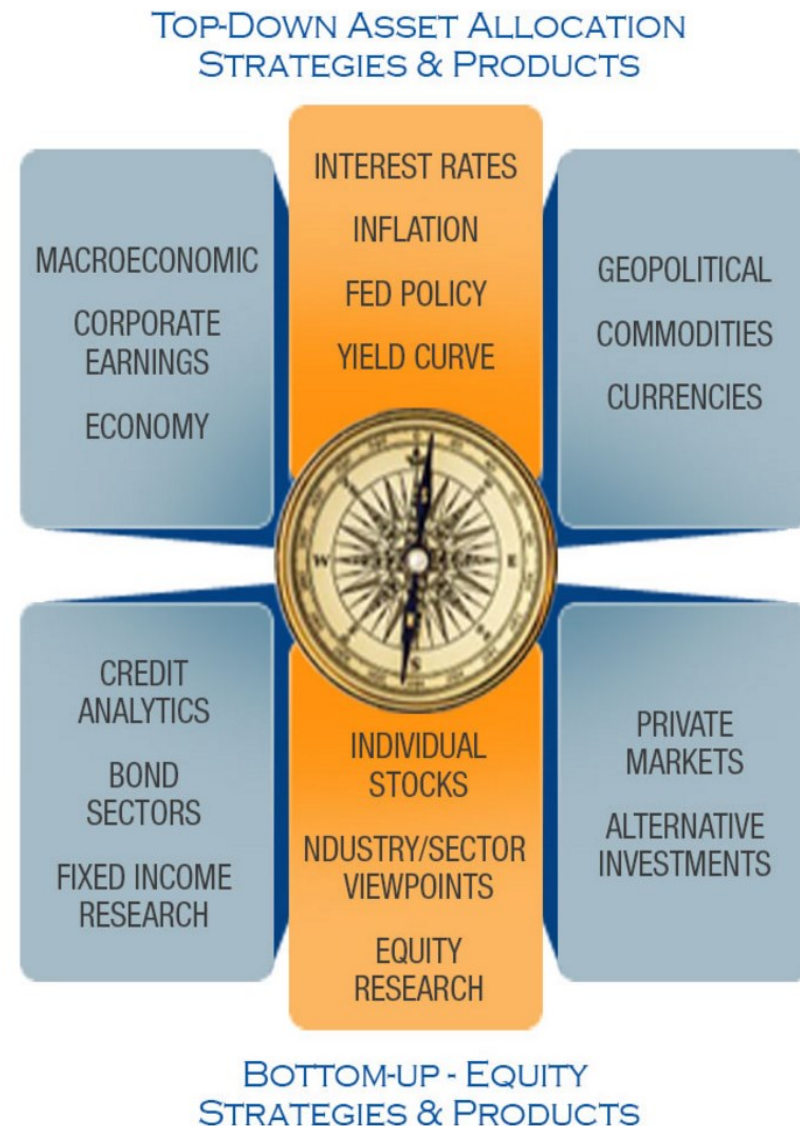 TOP-DOWN ASSET ALLOCATION
STRATEGIES & PRODUCTS
MACROECONOMIC
CORPORATE
EARNINGS
ECONOMY
INTEREST RATES
INFLATION
FED POLICY
YIELD CURVE
GEOPOLITICAL
COMMODITIES
CURRENCIES
W
E
S
CREDIT
ANALYTICS
BOND
SECTORS
FIXED INCOME
RESEARCH
INDIVIDUAL
STOCKS
NDUSTRY/SECTOR
VIEWPOINTS
EQUITY
RESEARCH
PRIVATE
MARKETS
ALTERNATIVE
INVESTMENTS
BOTTOM-UP - EQUITY
STRATEGIES & PRODUCTS